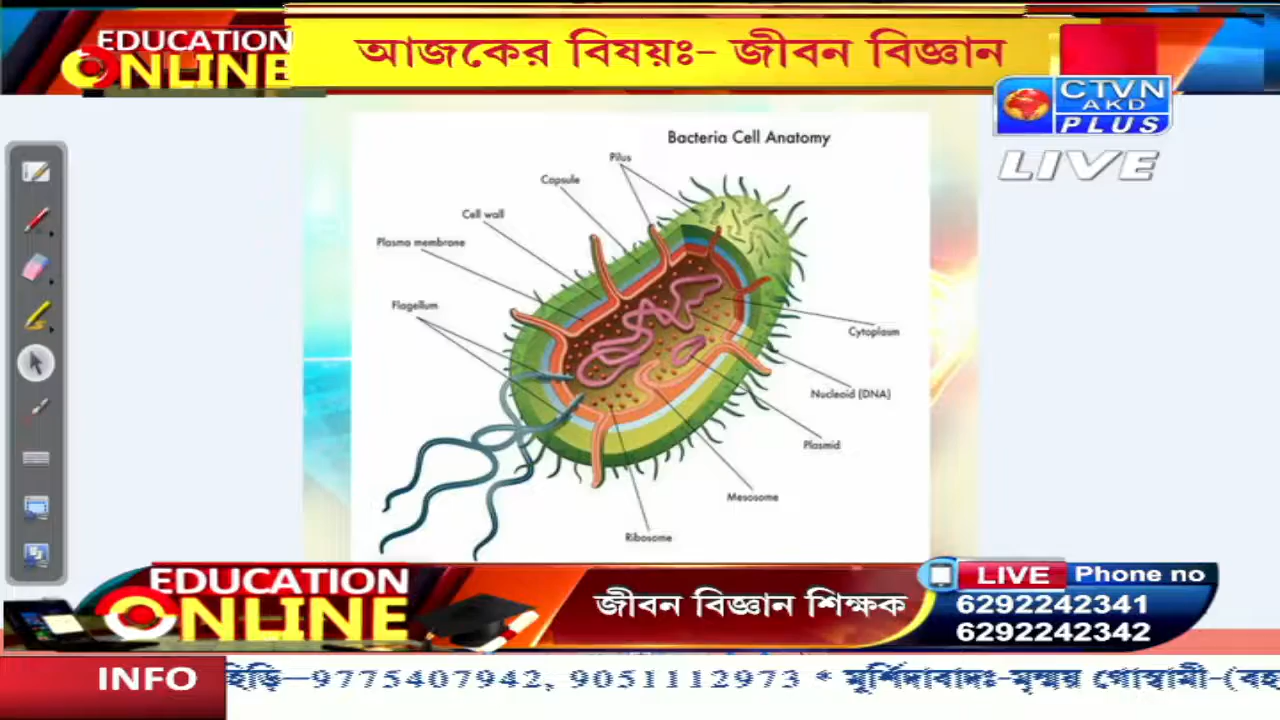 EDUCATION
ONLINE
আজকের বিষয়ঃ- জীবন বিজ্ঞান
CTVN
AKD
PLUS
LIVE
Bacteria Cell Anatomy
Pilus
Capsule
Cell wall
Plasma membrane
Flagellum
Cytoplasm
Nucleoid (DNA)
Plasmid
Mesosome
Ribosome
EDUCATION
ONLINE
জীবন বিজ্ঞান শিক্ষক
LIVE Phone no
6292242341
6292242342
INFO হিড়ি-9775407942, 9051112973 * মুর্শিদাবাদঃ-মৃন্ময় গোস্বামী-(বহ